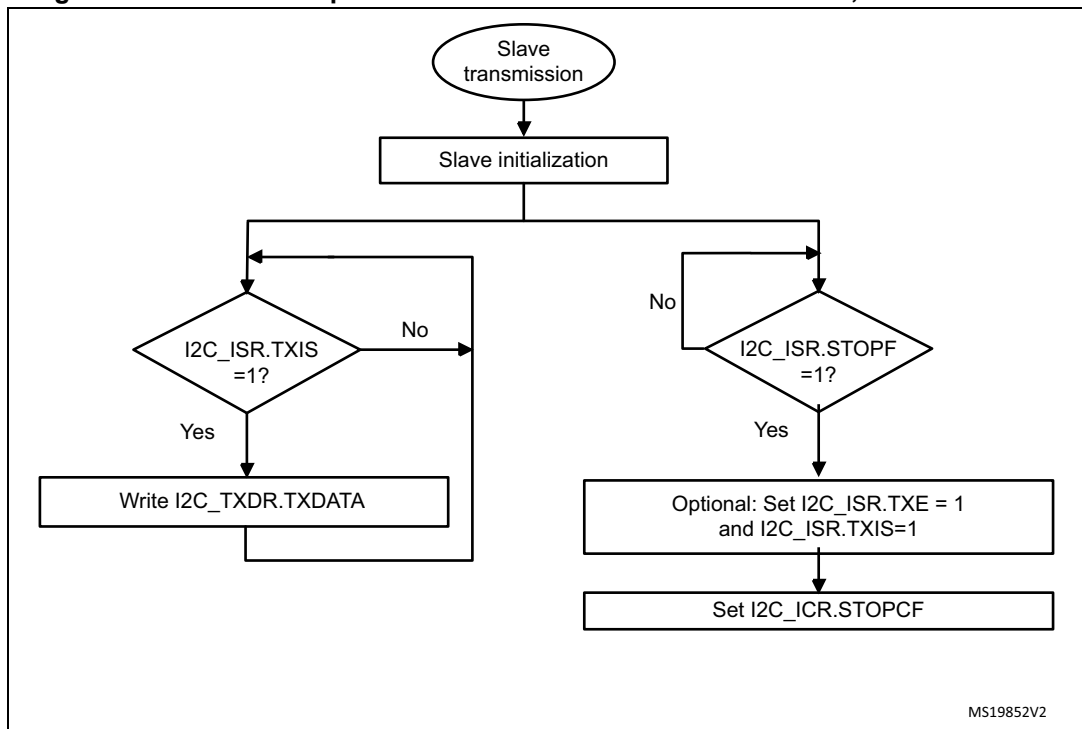 Slave
transmission
Slave initialization
No
I2C_ISR.TXIS
=1?
Yes
Write I2C_TXDR.TXDATA
No
I2C_ISR.STOPF
=1?
Yes
Optional: Set I2C_ISR.TXE = 1
and I2C_ISR.TXIS=1
Set I2C_ICR.STOPCF
MS19852V2